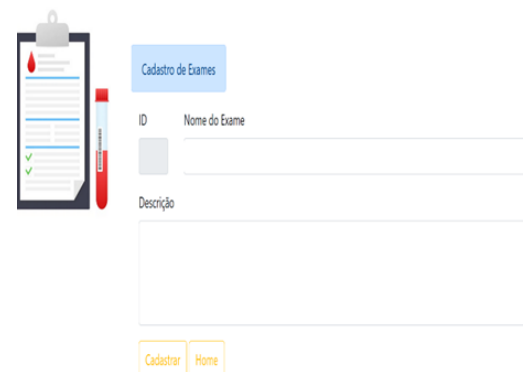 Cadastro de Exames
ID Nome do Exame
Descrição
Cadastrar Home